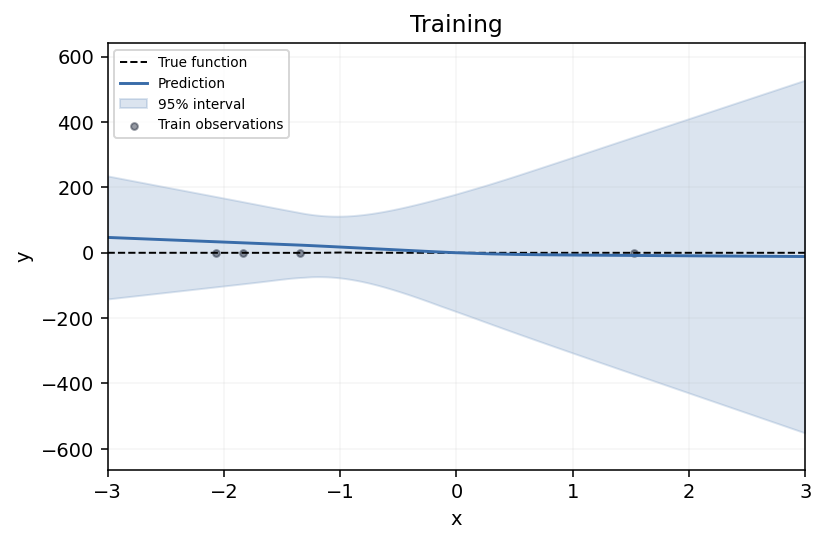 Training
True function
Prediction
95% interval
Train observations
600
400
200
0
−200
−400
−600
y
−3
−2
−1
0
1
2
3
x